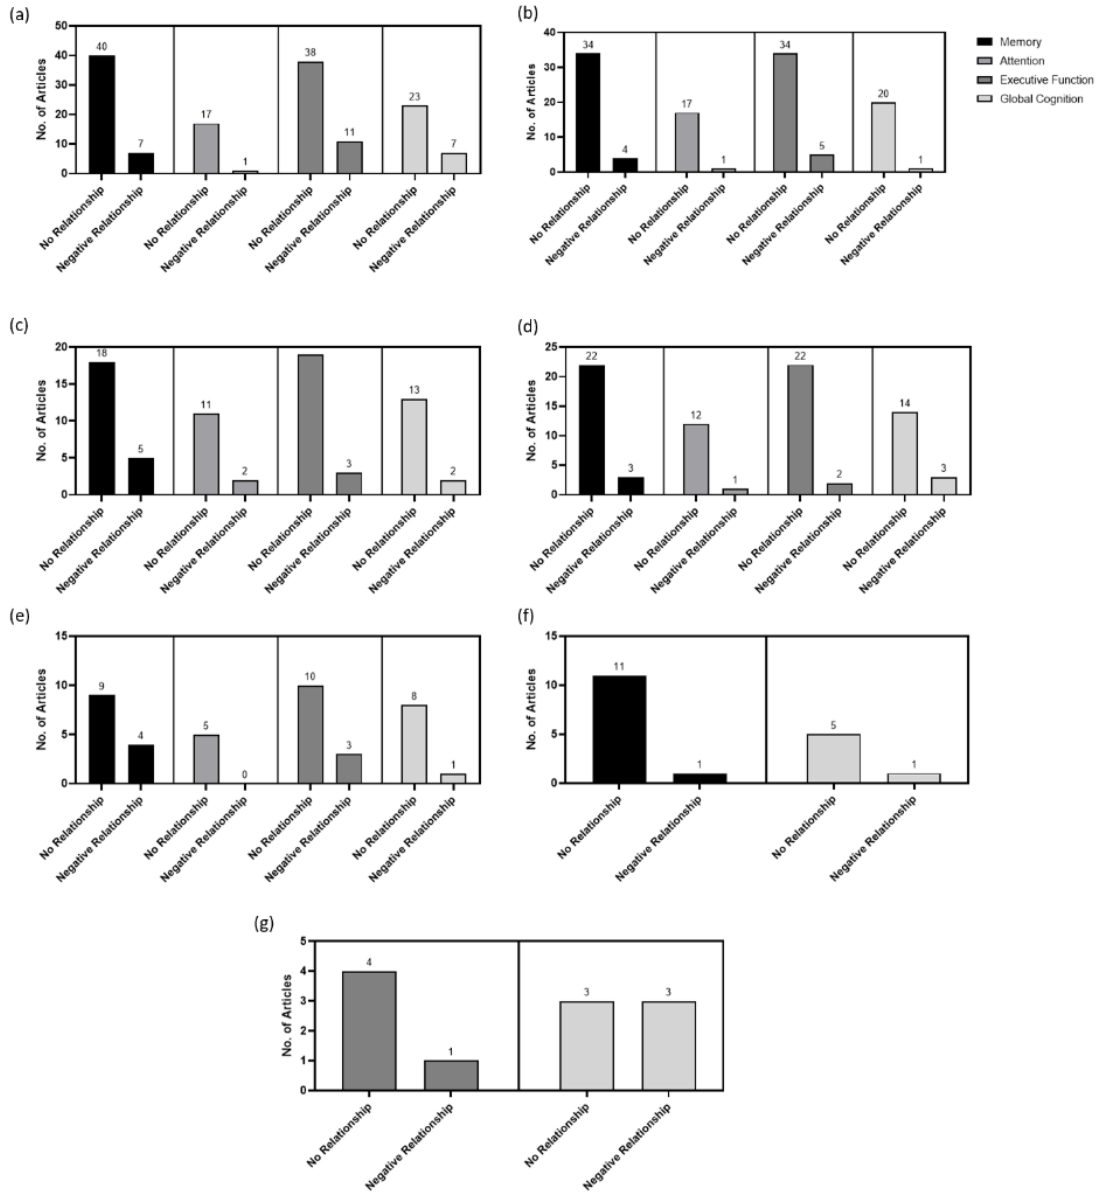 (a)
No. of Articles
50
40
30
20
10
0
40
7
17
1
38
11
23
7
No Relationship
Negative Relationship
No Relationship
Negative Relationship
No Relationship
Negative Relationship
No Relationship
Negative Relationship
(b)
No. of Articles
40
30
20
10
0
34
4
17
1
34
5
20
1
No Relationship
Negative Relationship
No Relationship
Negative Relationship
No Relationship
Negative Relationship
No Relationship
Negative Relationship
Memory
Attention
Executive Function
Global Cognition
(c)
No. of Articles
20
15
10
5
0
18
5
11
2
3
13
2
No Relationship
Negative Relationship
No Relationship
Negative Relationship
No Relationship
Negative Relationship
No Relationship
Negative Relationship
(d)
No. of Articles
25
20
15
10
5
0
22
3
12
1
22
2
14
3
No Relationship
Negative Relationship
No Relationship
Negative Relationship
No Relationship
Negative Relationship
No Relationship
Negative Relationship
(e)
No. of Articles
15
10
5
0
9
4
5
0
10
3
8
1
No Relationship
Negative Relationship
No Relationship
Negative Relationship
No Relationship
Negative Relationship
No Relationship
Negative Relationship
(f)
No. of Articles
15
10
5
0
11
1
5
1
No Relationship
Negative Relationship
No Relationship
Negative Relationship
(g)
No. of Articles
5
4
3
2
1
0
4
1
3
3
No Relationship
Negative Relationship
No Relationship
Negative Relationship